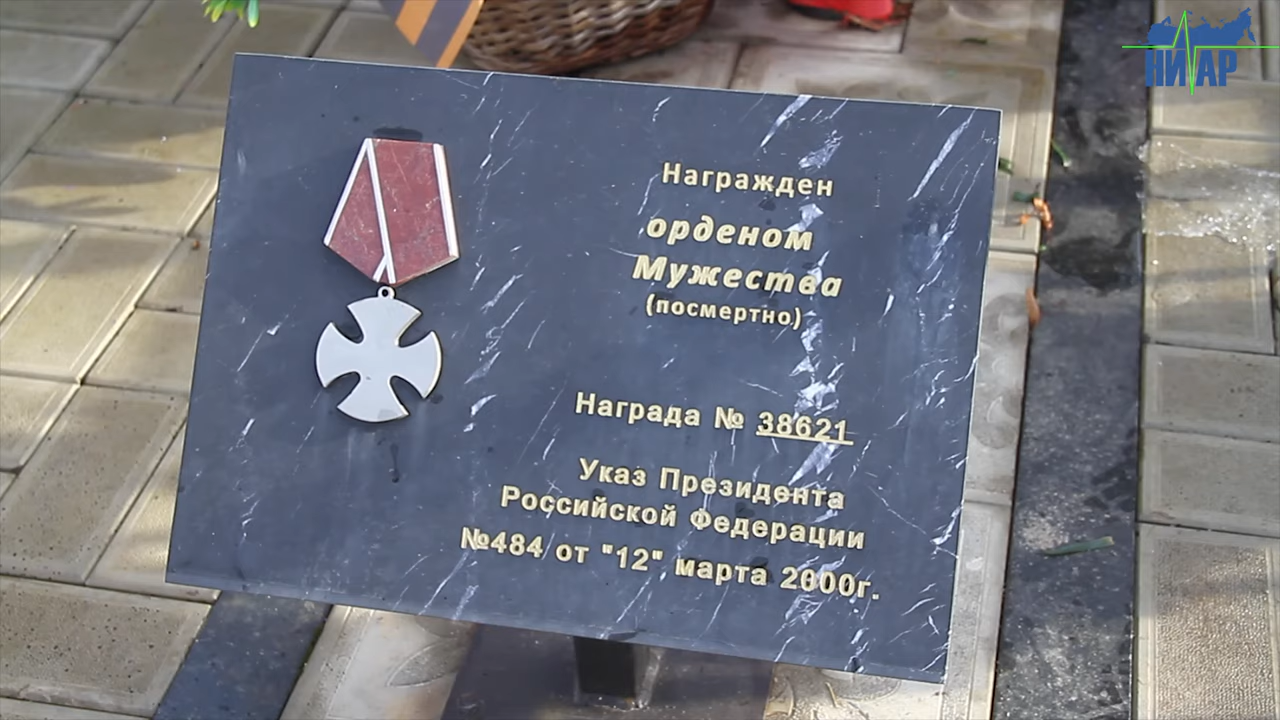 НИАР
Награжден
орденом
Мужества
(посмертно)
Награда № 38621
Указ Президента
Российской Федерации
№484 от "12" марта 2000г.